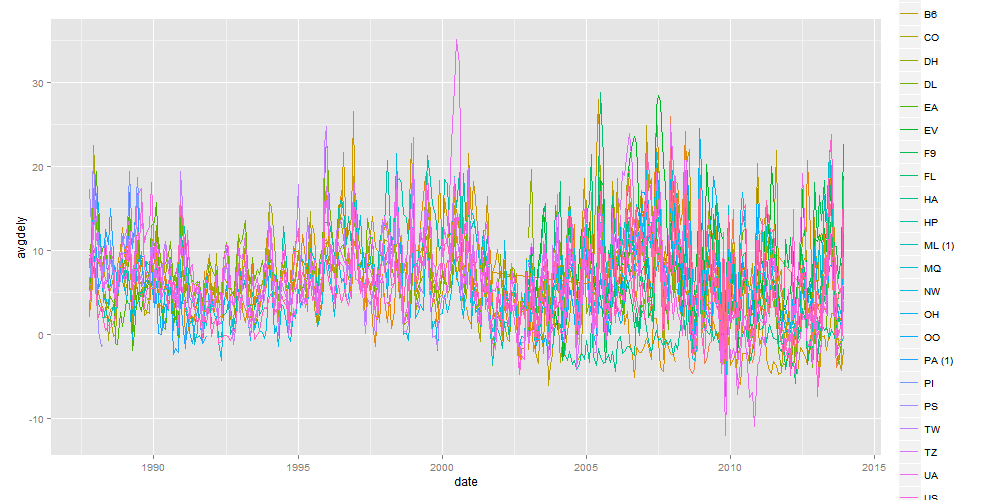 avgdely
30
20
10
0
-10
1990
1995
2000
2005
2010
2015
date
B6
CO
DH
DL
EA
EV
F9
FL
HA
HP
ML (1)
MQ
NW
OH
OO
PA (1)
PI
PS
TW
TZ
UA
US